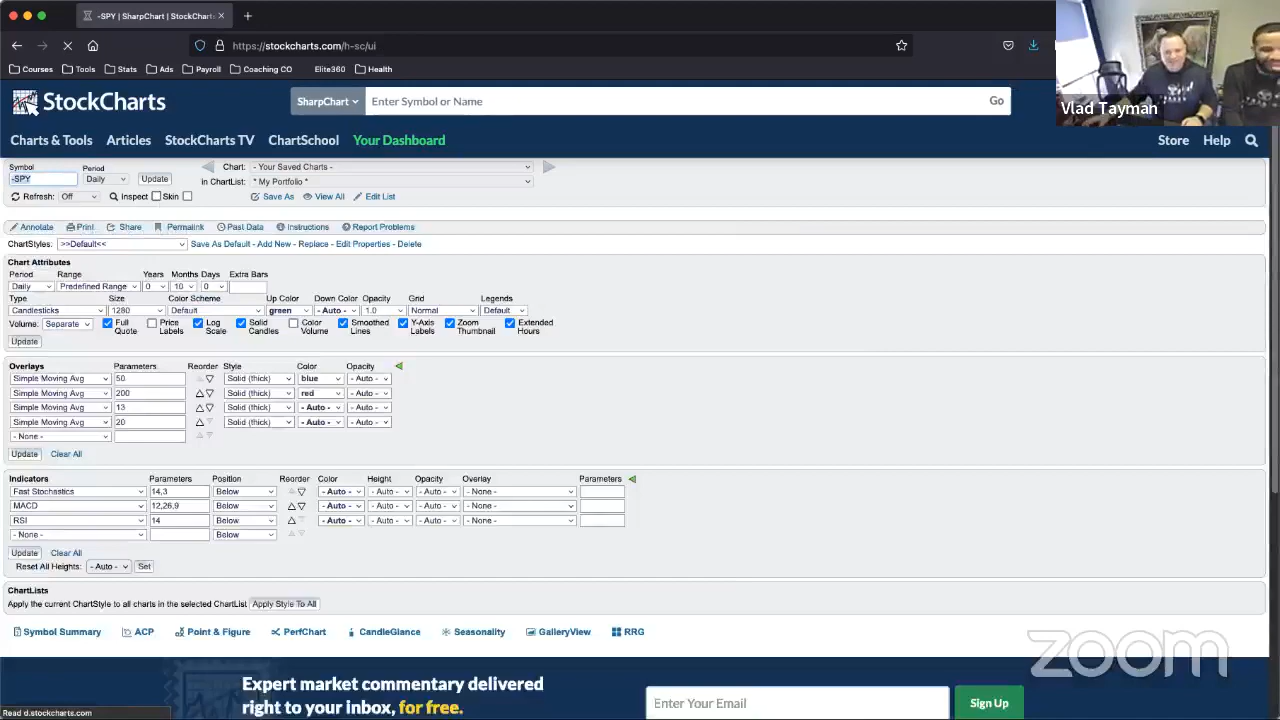 -SPY | SharpChart | StockChart
https://stockcharts.com/h-sc/ui
Courses Tools Stats Ads Payroll Coaching CO Elite360 Health
Vlad Tayman
StockCharts
SharpChart Enter Symbol or Name Go
Charts & Tools Articles StockCharts TV ChartSchool Your Dashboard Store Help
Symbol Period Chart: - Your Saved Charts -
-SPY Daily Update in ChartList: * My Portfolio *
Refresh: Off Inspect Skin Save As View All Edit List
Annotate Print Share Permalink Past Data Instructions Report Problems
ChartStyles: >>Default<< Save As Default - Add New - Replace - Edit Properties - Delete
Chart Attributes
Period Range Years Months Days Extra Bars
Daily Predefined Range 0 10 0
Type Size Color Scheme Up Color Down Color Opacity Grid Legends
Candlesticks 1280 Default green - Auto - 1.0 Normal Default
Volume: Separate Full Quote Price Labels Log Scale Solid Candles Color Volume Smoothed Lines Y-Axis Labels Zoom Thumbnail Extended Hours
Update
Overlays Parameters Reorder Style Color Opacity
Simple Moving Avg 50 Solid (thick) blue - Auto -
Simple Moving Avg 200 Solid (thick) red - Auto -
Simple Moving Avg 13 Solid (thick) - Auto - - Auto -
Simple Moving Avg 20 Solid (thick) - Auto - - Auto -
- None -
Update Clear All
Indicators Parameters Position Reorder Color Height Opacity Overlay Parameters
Fast Stochastics 14,3 Below - Auto - - Auto - - Auto - - None -
MACD 12,26,9 Below - Auto - - Auto - - Auto - - None -
RSI 14 Below - Auto - - Auto - - Auto - - None -
- None - Below
Update Clear All
Reset All Heights: - Auto - Set
ChartLists
Apply the current ChartStyle to all charts in the selected ChartList Apply Style To All
Symbol Summary ACP Point & Figure PerfChart CandleGlance Seasonality GalleryView RRG
zoom
Expert market commentary delivered
right to your inbox, for free.
Enter Your Email Sign Up
Read d.stockcharts.com